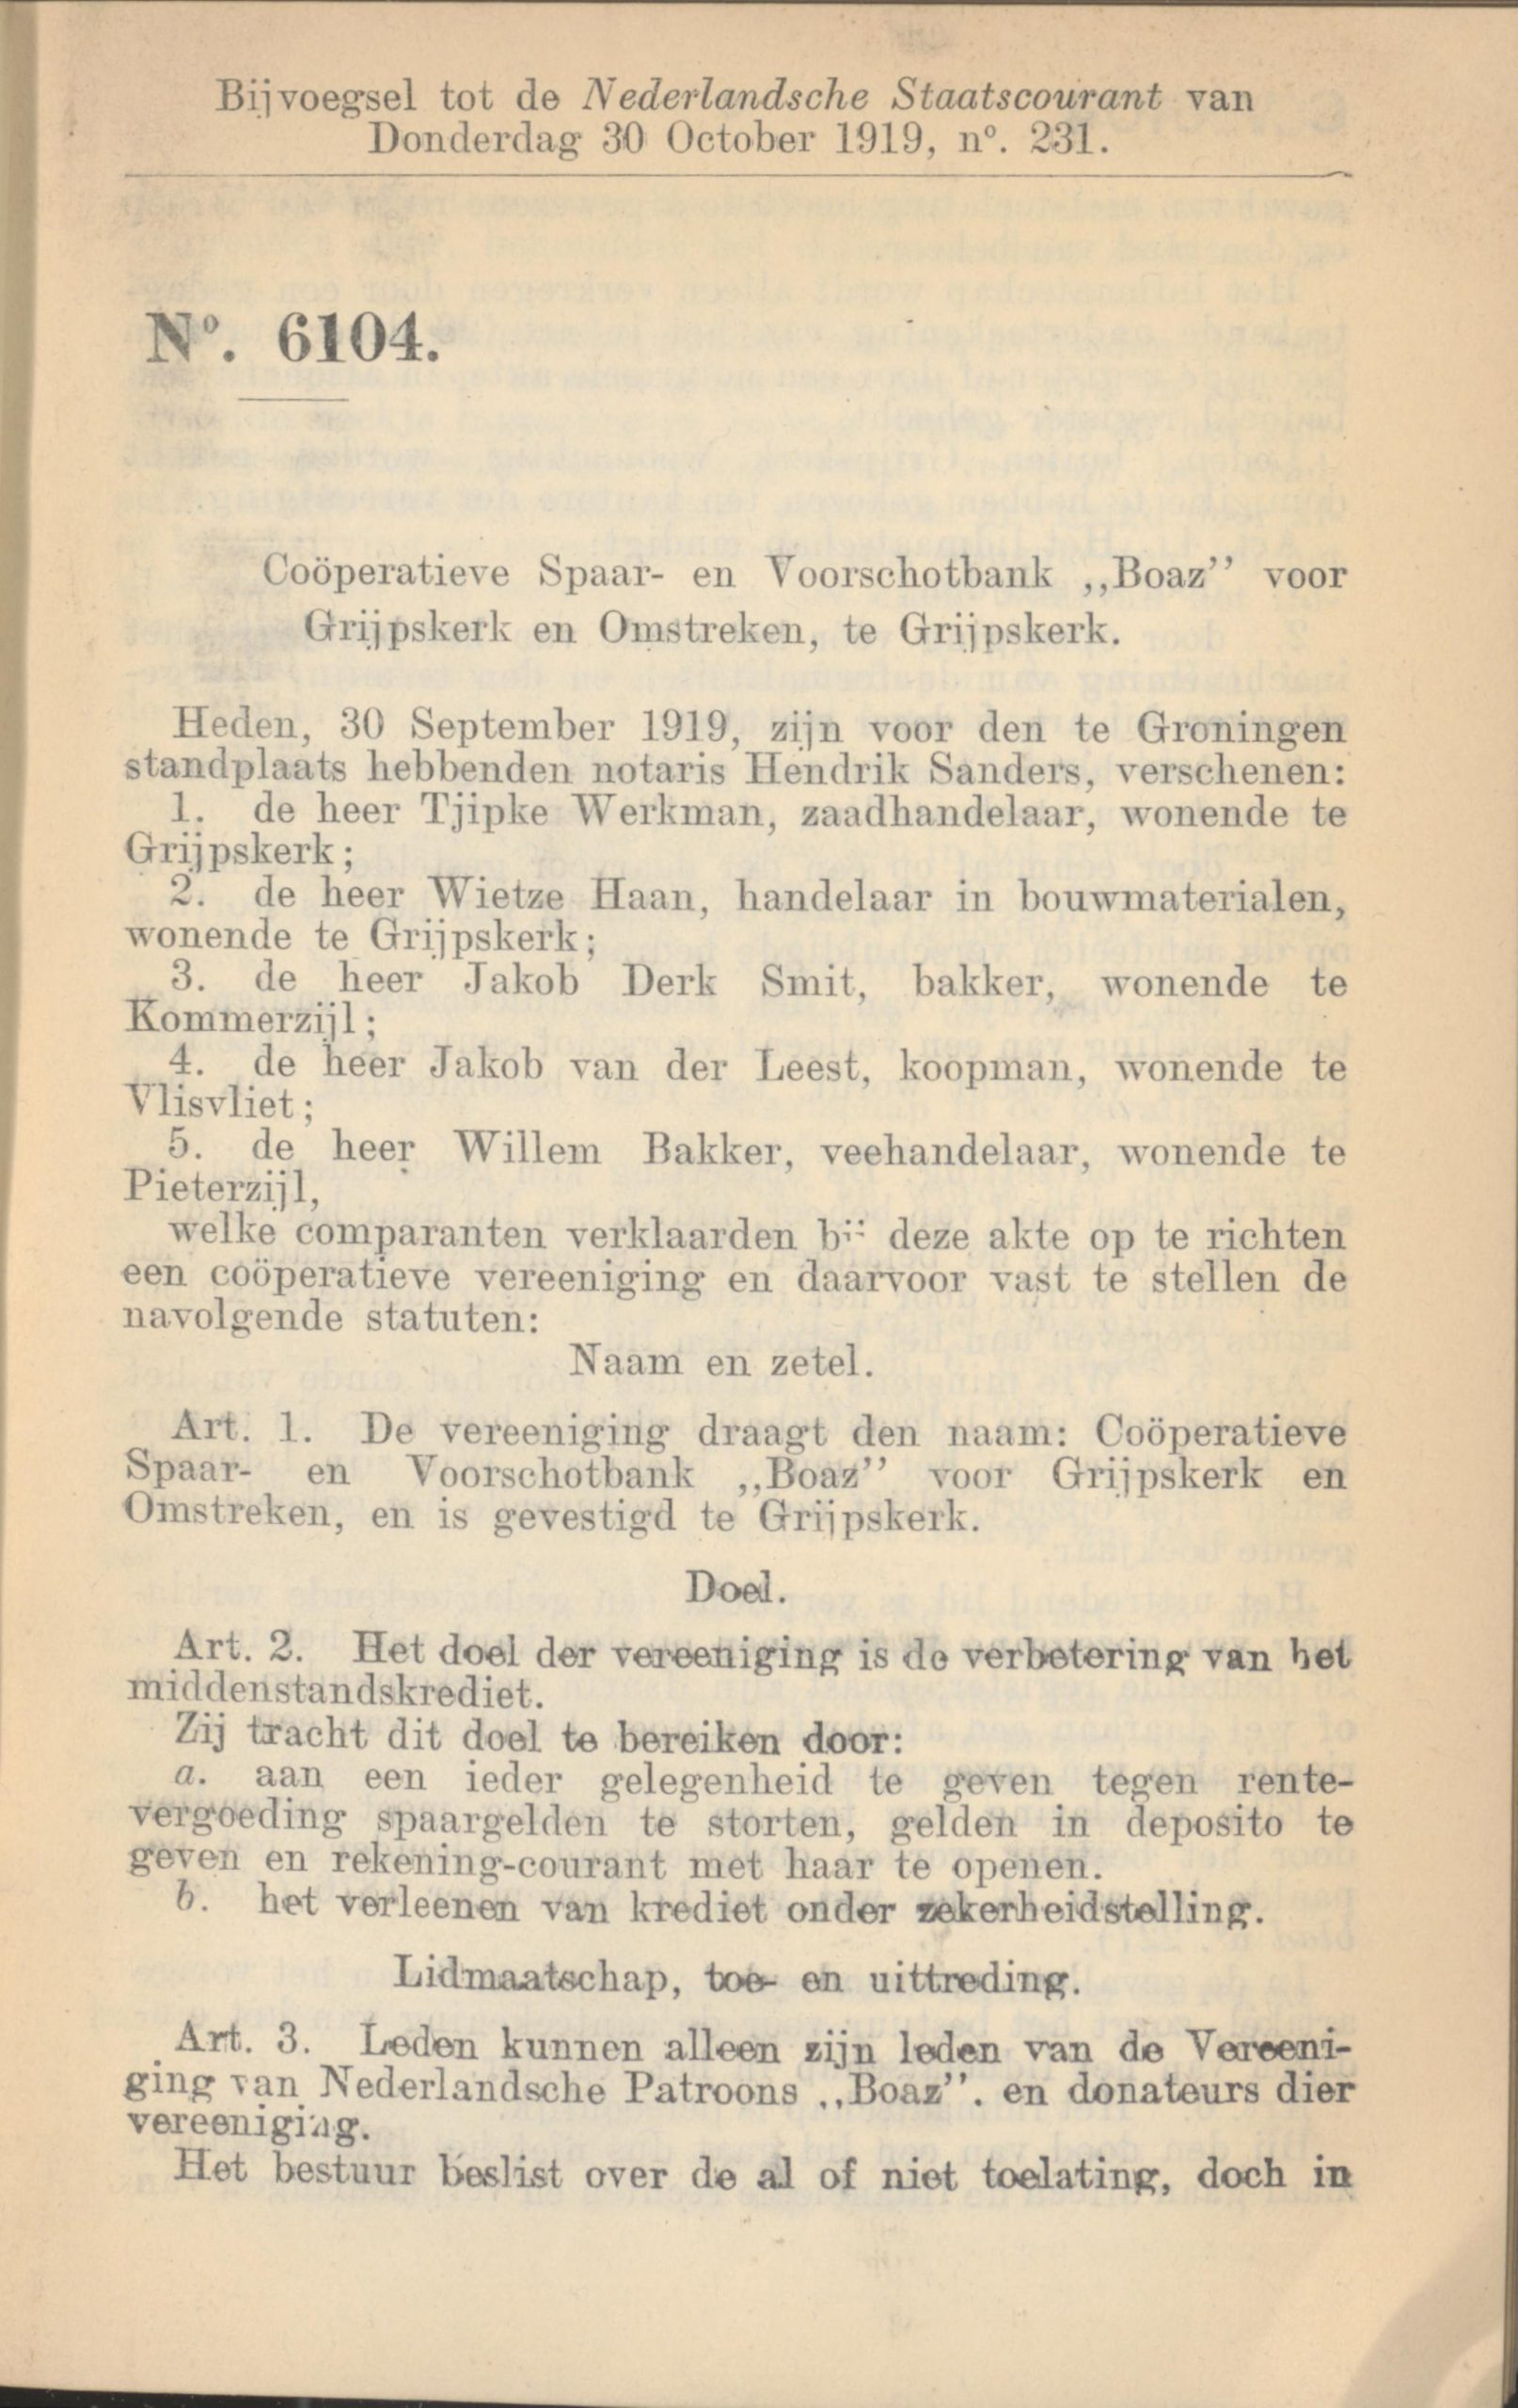 Bijvoegsel tot de Nederlandsche Staatscourant van
Donderdag 30 October 1919, nº. 231.
Nº. 6104.
Coöperatieve Spaar- en Voorschotbank ,,Boaz'' voor
Grijpskerk en Omstreken, te Grijpskerk.
Heden, 30 September 1919, zijn voor den te Groningen
standplaats hebbenden notaris Hendrik Sanders, verschenen:
1. de heer Tjipke Werkman, zaadhandelaar, wonende te
Grijpskerk;
2. de heer Wietze Haan, handelaar in bouwmaterialen,
wonende te Grijpskerk;
3. de heer Jakob Derk Smit, bakker, wonende te
Kommerzijl;
4. de heer Jakob van der Leest, koopman, wonende te
Vlisvliet;
5. de heer Willem Bakker, veehandelaar, wonende te
Pieterzijl,
welke comparanten verklaarden bij deze akte op te richten
een coöperatieve vereeniging en daarvoor vast te stellen de
navolgende statuten:
Naam en zetel.
Art. 1. De vereeniging draagt den naam: Coöperatieve
Spaar- en Voorschotbank ,,Boaz'' voor Grijpskerk en
Omstreken, en is gevestigd te Grijpskerk.
Doel.
Art. 2. Het doel der vereeniging is de verbetering van het
middenstandskrediet.
Zij tracht dit doel te bereiken door:
a. aan een ieder gelegenheid te geven tegen rente-
vergoeding spaargelden te storten, gelden in deposito te
geven en rekening-courant met haar te openen.
b. het verleenen van krediet onder zekerheidstelling.
Lidmaatschap, toe- en uittreding.
Art. 3. Leden kunnen alleen zijn leden van de Vereeni-
ging van Nederlandsche Patroons ,,Boaz''. en donateurs dier
vereeniging.
Het bestuur beslist over de al of niet toelating, doch in